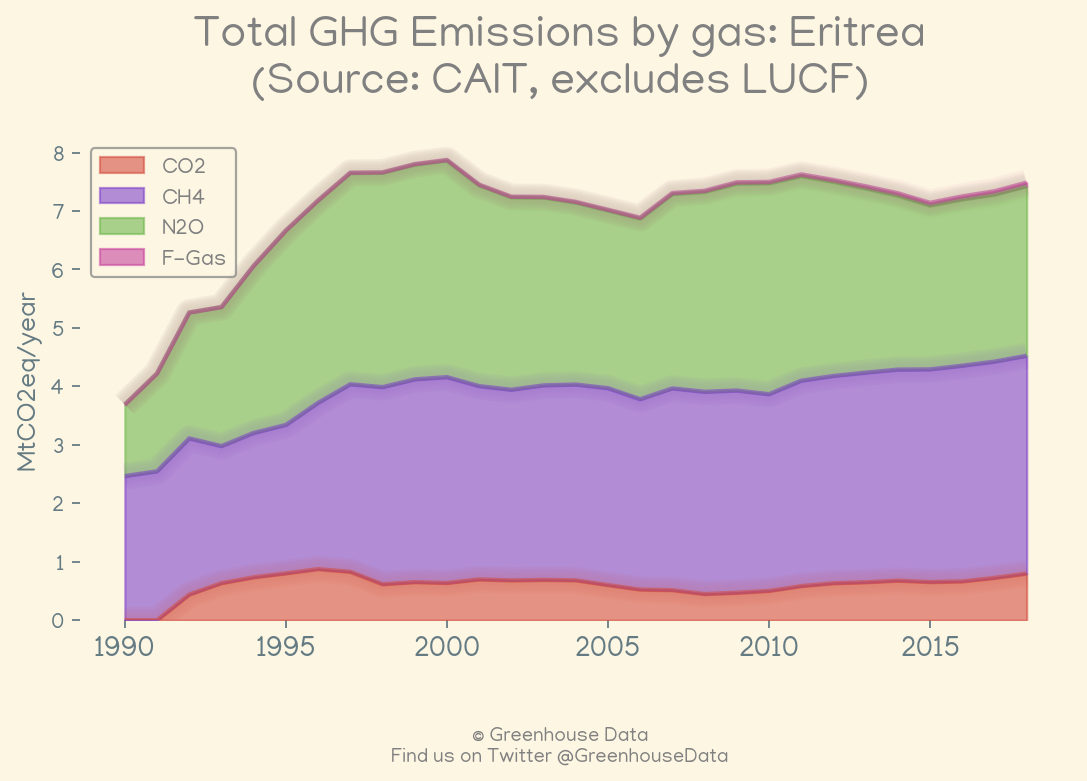 Total GHG Emissions by gas: Eritrea
(Source: CAIT, excludes LUCF)
8
7
6
5
4
3
2
1
0
MtCO2eq/year
CO2
CH4
N2O
F-Gas
1990 1995 2000 2005 2010 2015
© Greenhouse Data
Find us on Twitter @GreenhouseData